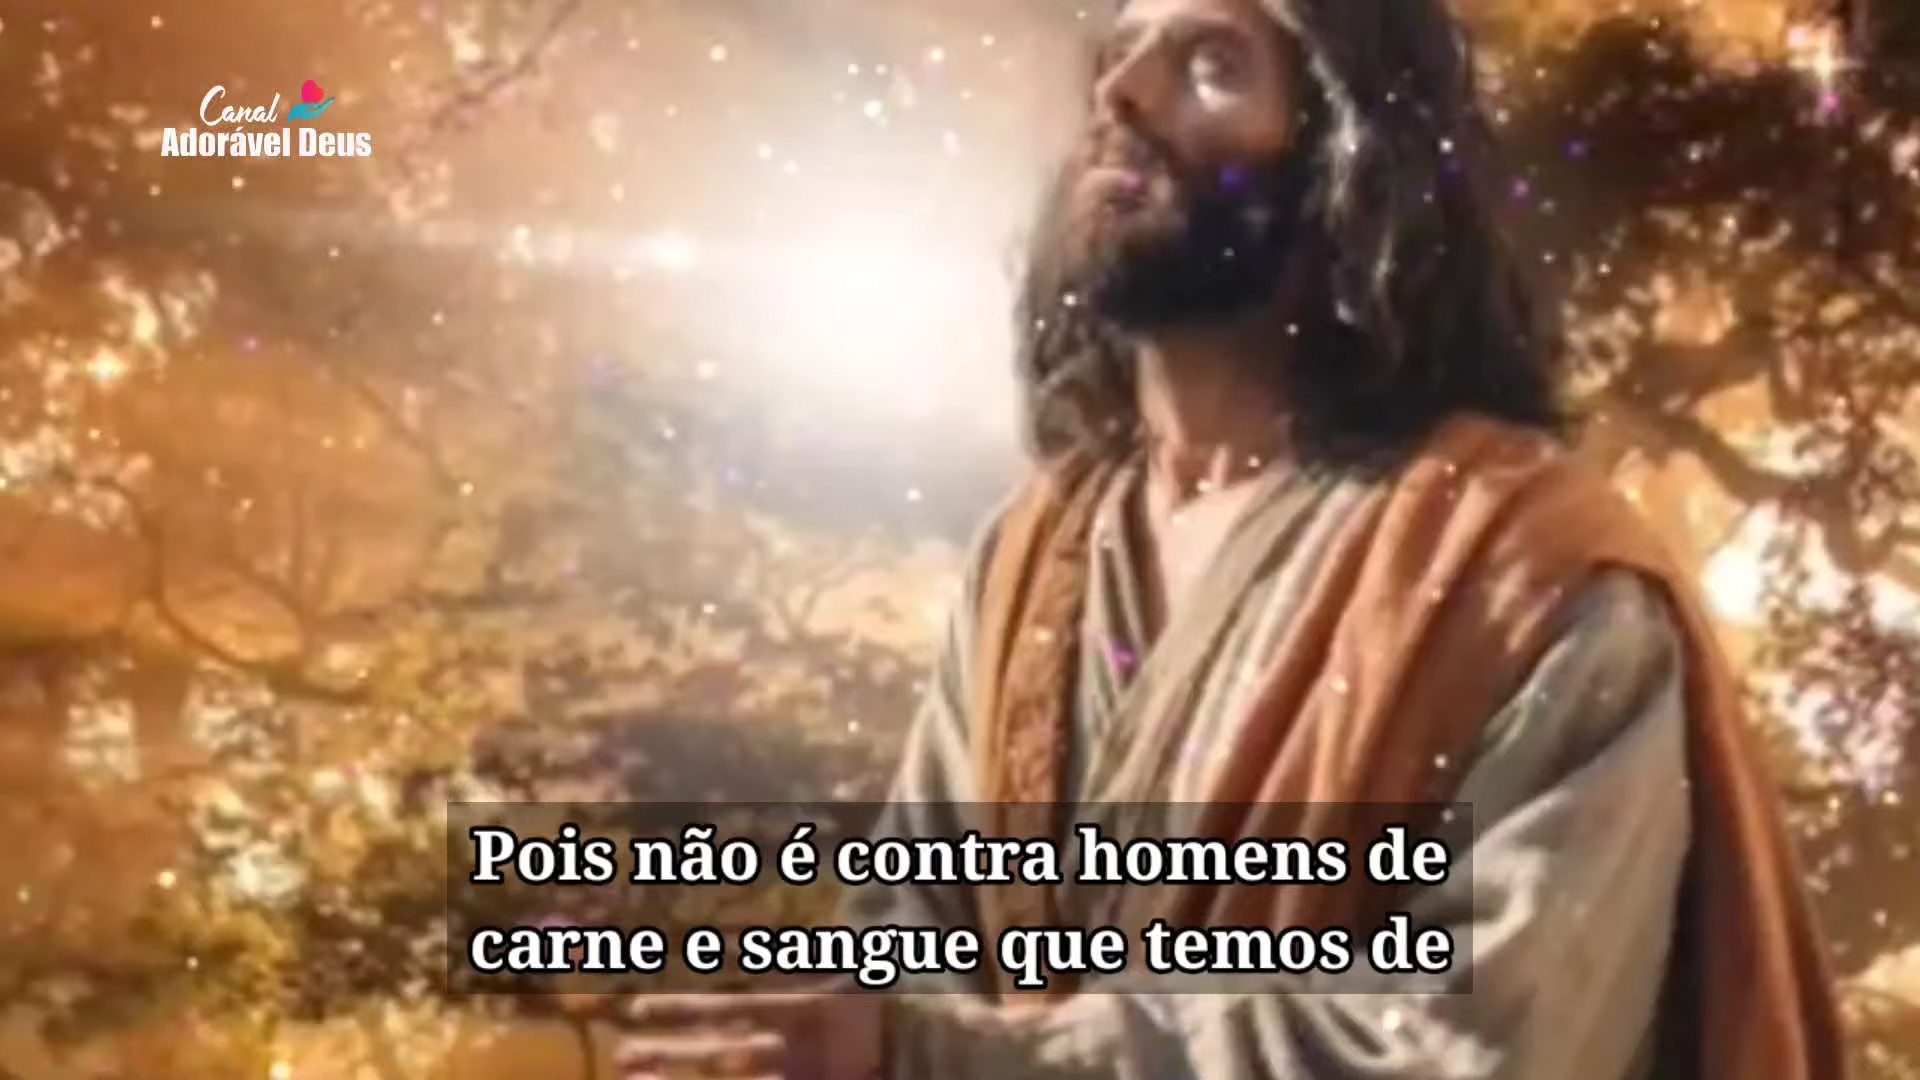 Canal
Adorável Deus
Pois não é contra homens de
carne e sangue que temos de